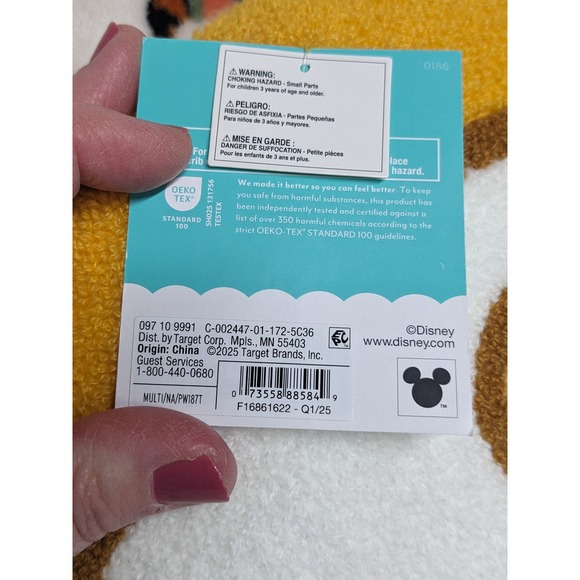 0186
⚠ WARNING:
CHOKING HAZARD - Small Parts
For children 3 years of age and older.
⚠ PELIGRO:
RIESGO DE ASFIXIA - Partes Pequeñas
Para niños de 3 años y mayores.
⚠ MISE EN GARDE :
DANGER DE SUFFOCATION - Petite pièces
Pour les enfants de 3 ans et plus.
For
place
crib
hazard.
OEKO
TEX®
STANDARD
100
SH025 131756
TESTEX
We made it better so you can feel better. To keep
you safe from harmful substances, this product has
been independently tested and certified against a
list of over 350 harmful chemicals according to the
strict OEKO-TEX® STANDARD 100 guidelines.
097 10 9991 C-002447-01-172-5C36
Dist. by Target Corp. Mpls., MN 55403
Origin: China ©2025 Target Brands, Inc.
Guest Services
1-800-440-0680
MULTI/NA/PW187T
0 73558 88584 9
F16861622 - Q1/25
©Disney
www.disney.com
TM